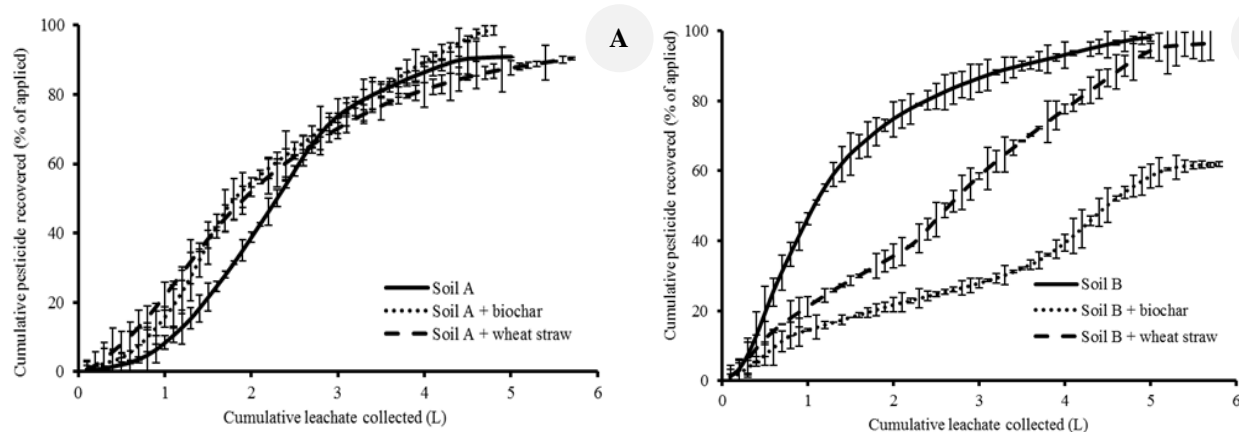 A
Cumulative pesticide recovered (% of applied)
100
80
60
40
20
0
Soil A
Soil A + biochar
Soil A + wheat straw
0 1 2 3 4 5 6
Cumulative leachate collected (L)
Cumulative pesticide recovered (% of applied)
100
80
60
40
20
0
Soil B
Soil B + biochar
Soil B + wheat straw
0 1 2 3 4 5 6
Cumulative leachate collected (L)